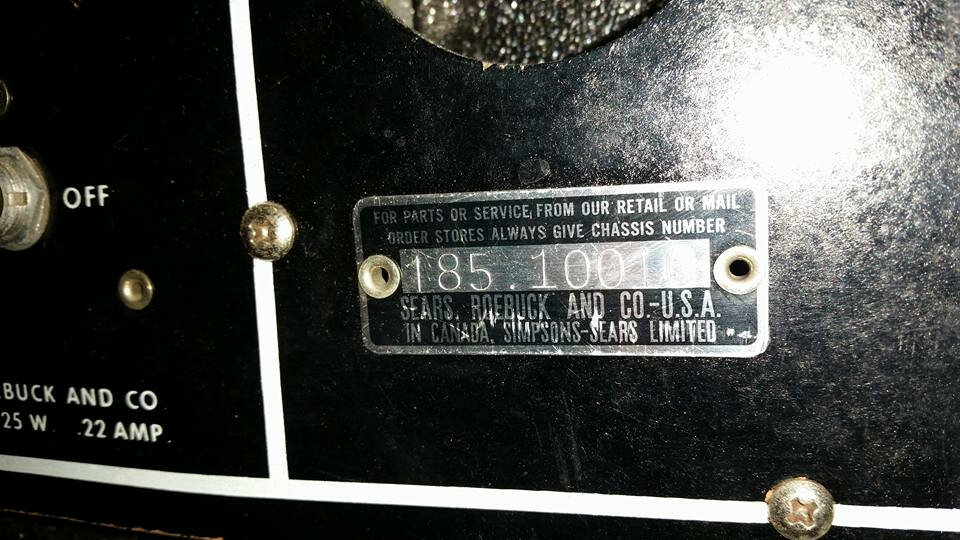 OFF
FOR PARTS OR SERVICE, FROM OUR RETAIL OR MAIL
ORDER STORES ALWAYS GIVE CHASSIS NUMBER
SEARS, ROEBUCK AND CO.-U.S.A.
IN CANADA, SIMPSONS-SEARS LIMITED
EBUCK AND CO
25 W .22 AMP